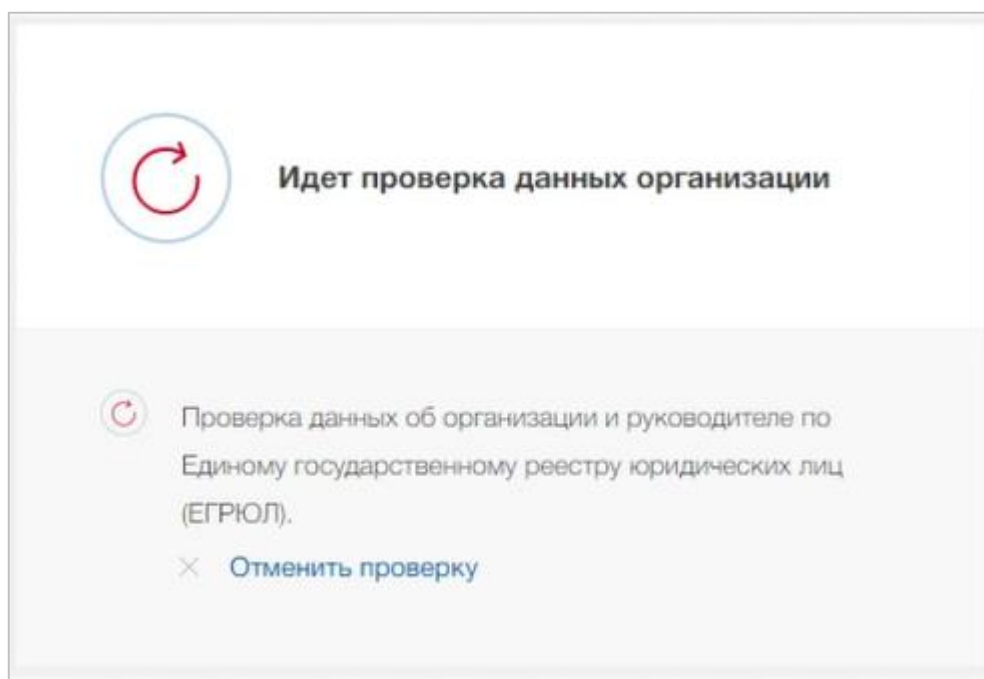 Идет проверка данных организации
Проверка данных об организации и руководителе по
Единому государственному реестру юридических лиц
(ЕГРЮЛ).
Отменить проверку